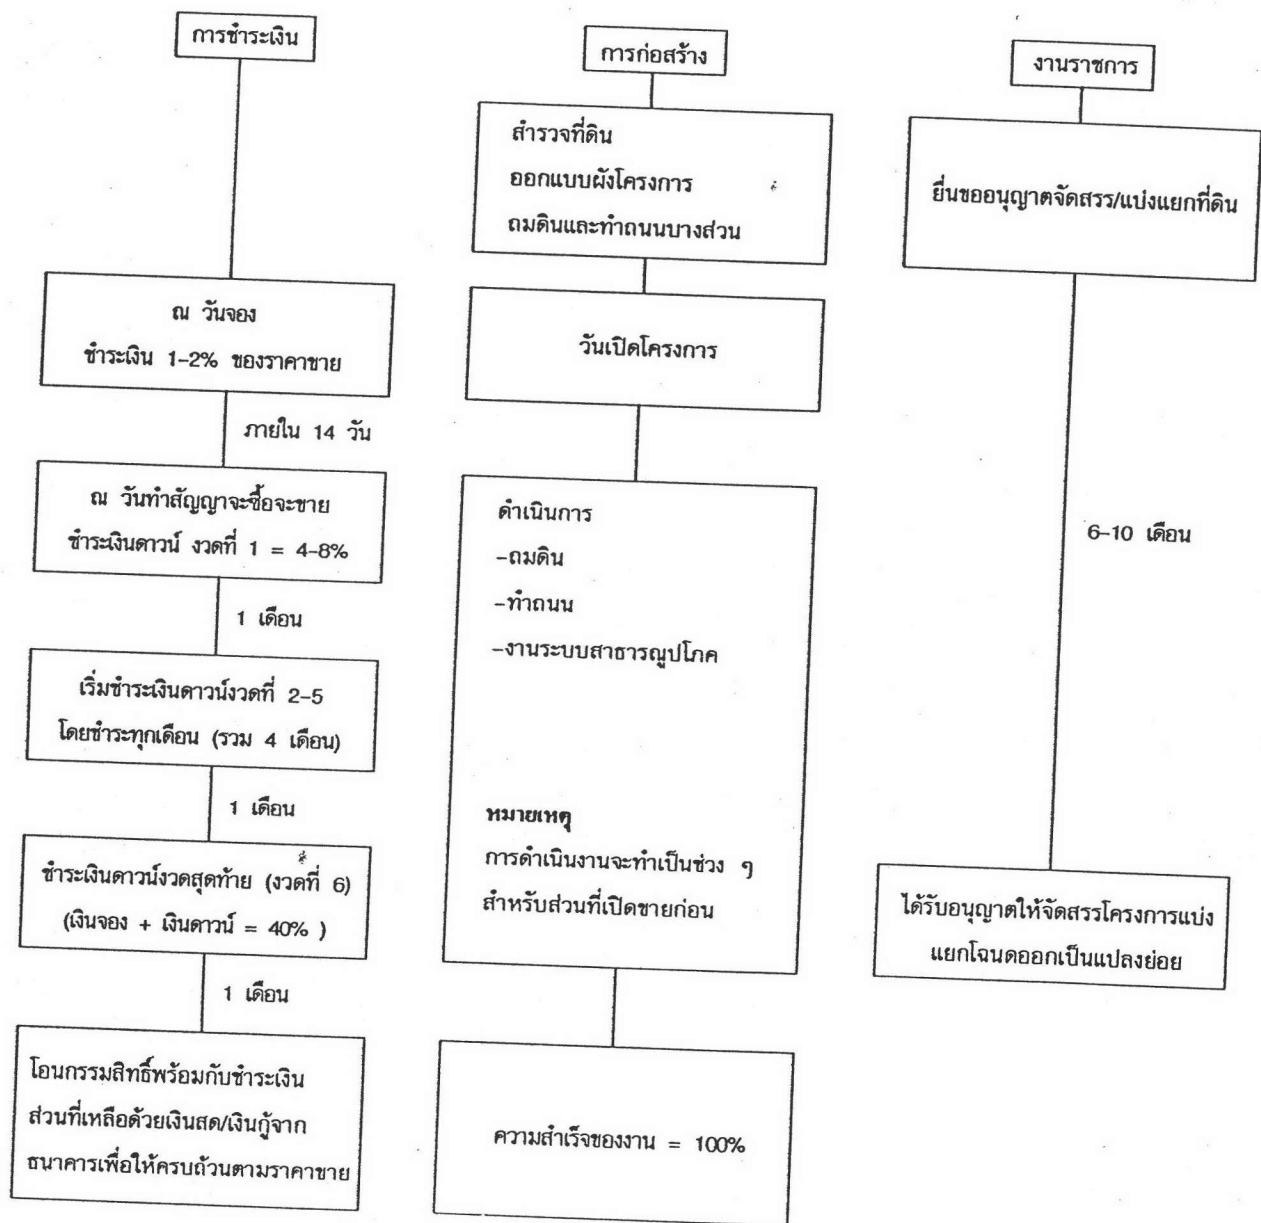 การชำระเงิน
ณ วันจอง
ชำระเงิน 1-2% ของราคาขาย
ภายใน 14 วัน
ณ วันทำสัญญาจะซื้อจะขาย
ชำระเงินดาวน์ งวดที่ 1 = 4-8%
1 เดือน
เริ่มชำระเงินดาวน์งวดที่ 2-5
โดยชำระทุกเดือน (รวม 4 เดือน)
1 เดือน
ชำระเงินดาวน์งวดสุดท้าย (งวดที่ 6)
(เงินจอง + เงินดาวน์ = 40% )
1 เดือน
โอนกรรมสิทธิ์พร้อมกับชำระเงิน
ส่วนที่เหลือด้วยเงินสด/เงินกู้จาก
ธนาคารเพื่อให้ครบถ้วนตามราคาขาย
การก่อสร้าง
สำรวจที่ดิน
ออกแบบผังโครงการ
ถมดินและทำถนนบางส่วน
วันเปิดโครงการ
ดำเนินการ
-ถมดิน
-ทำถนน
-งานระบบสาธารณูปโภค
หมายเหตุ
การดำเนินงานจะทำเป็นช่วง ๆ
สำหรับส่วนที่เปิดขายก่อน
ความสำเร็จของงาน = 100%
งานราชการ
ยื่นขออนุญาตจัดสรร/แบ่งแยกที่ดิน
6-10 เดือน
ได้รับอนุญาตให้จัดสรรโครงการแบ่ง
แยกโฉนดออกเป็นแปลงย่อย